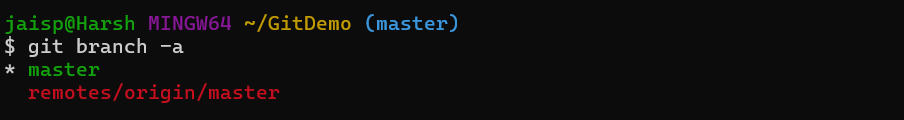 jaisp@Harsh MINGW64 ~/GitDemo (master)
$ git branch -a
* master
  remotes/origin/master